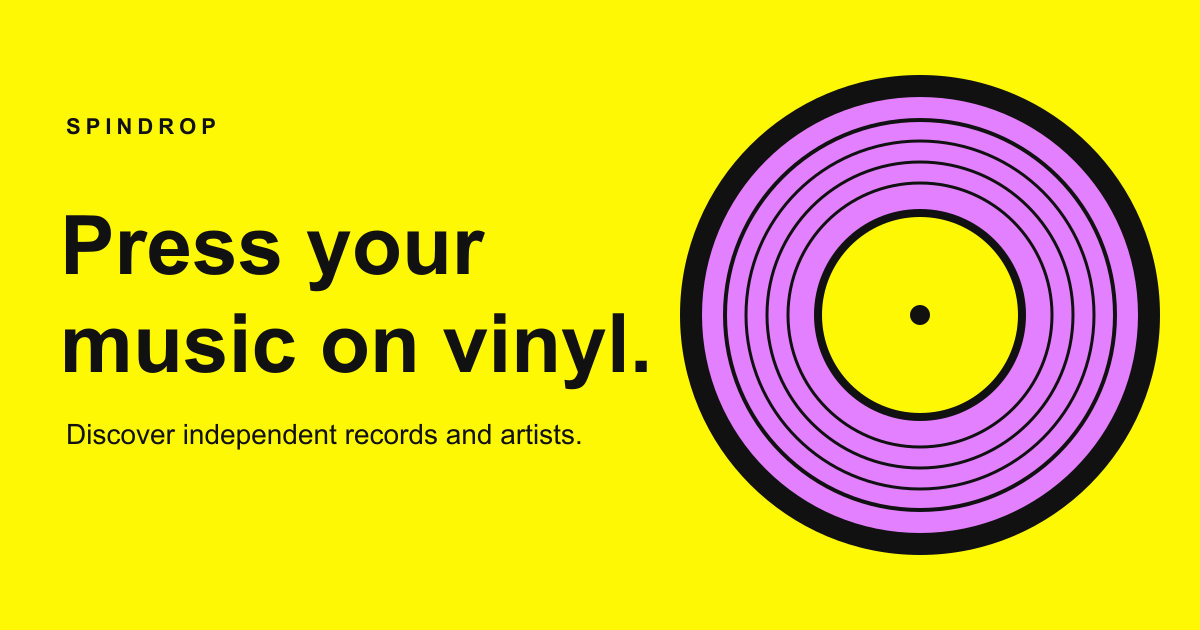 SPINDROP
Press your
music on vinyl.
Discover independent records and artists.